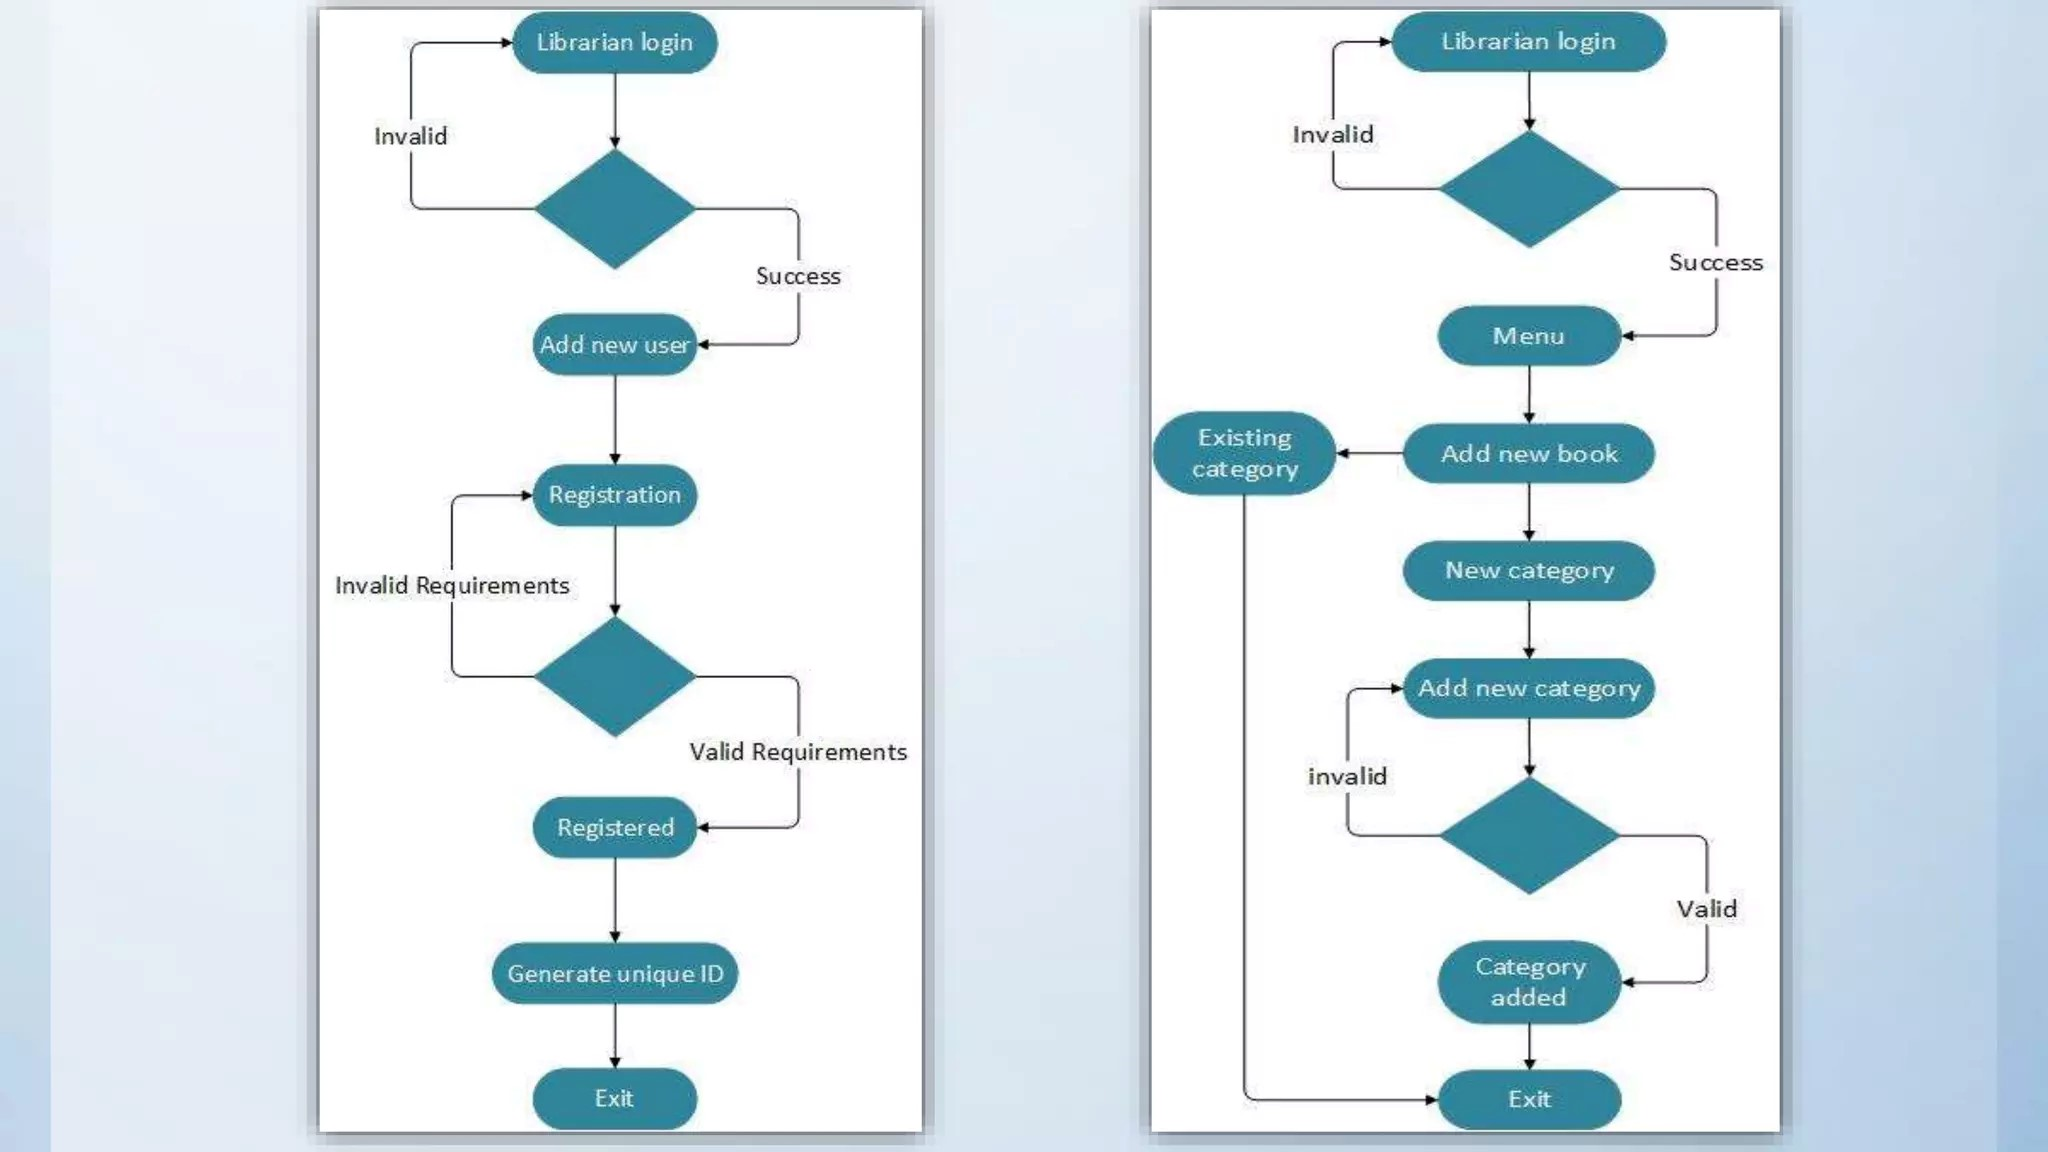 Librarian login
Invalid
Success
Add new user
Registration
Invalid Requirements
Valid Requirements
Registered
Generate unique ID
Exit
Librarian login
Invalid
Success
Menu
Existing
category
Add new book
New category
Add new category
invalid
Valid
Category
added
Exit